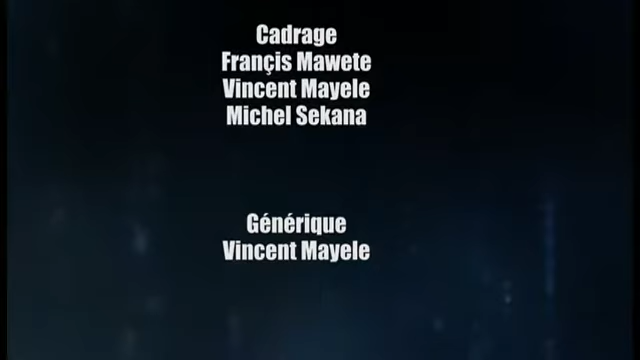 Cadrage
Françis Mawete
Vincent Mayele
Michel Sekana
Générique
Vincent Mayele